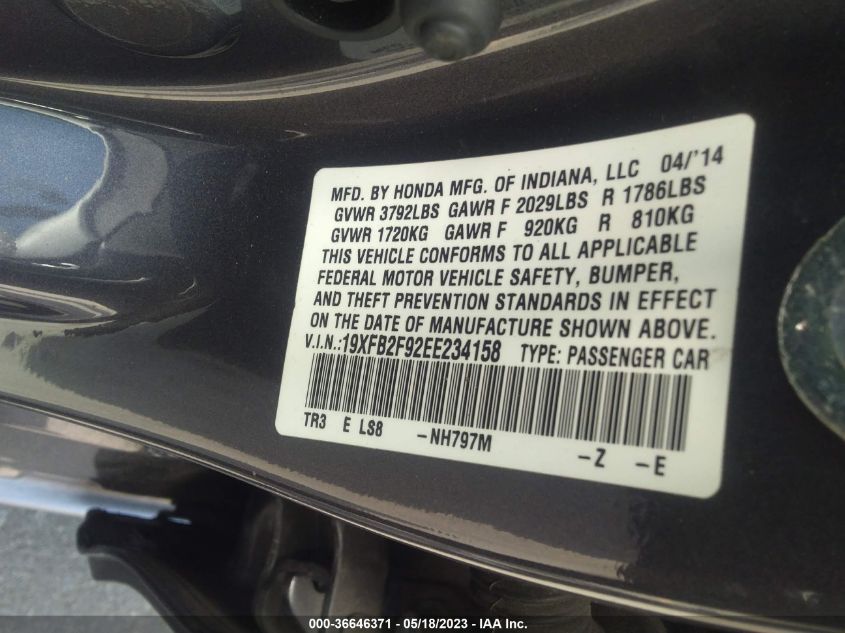 MFD. BY HONDA MFG. OF INDIANA, LLC 04/'14
GVWR 3792LBS GAWR F 2029LBS R 1786LBS
GVWR 1720KG GAWR F 920KG R 810KG
THIS VEHICLE CONFORMS TO ALL APPLICABLE
FEDERAL MOTOR VEHICLE SAFETY, BUMPER,
AND THEFT PREVENTION STANDARDS IN EFFECT
ON THE DATE OF MANUFACTURE SHOWN ABOVE.
V.I.N.:19XFB2F92EE234158 TYPE: PASSENGER CAR
TR3 E LS8 -NH797M -Z -E
000-36646371 - 05/18/2023 - IAA Inc.